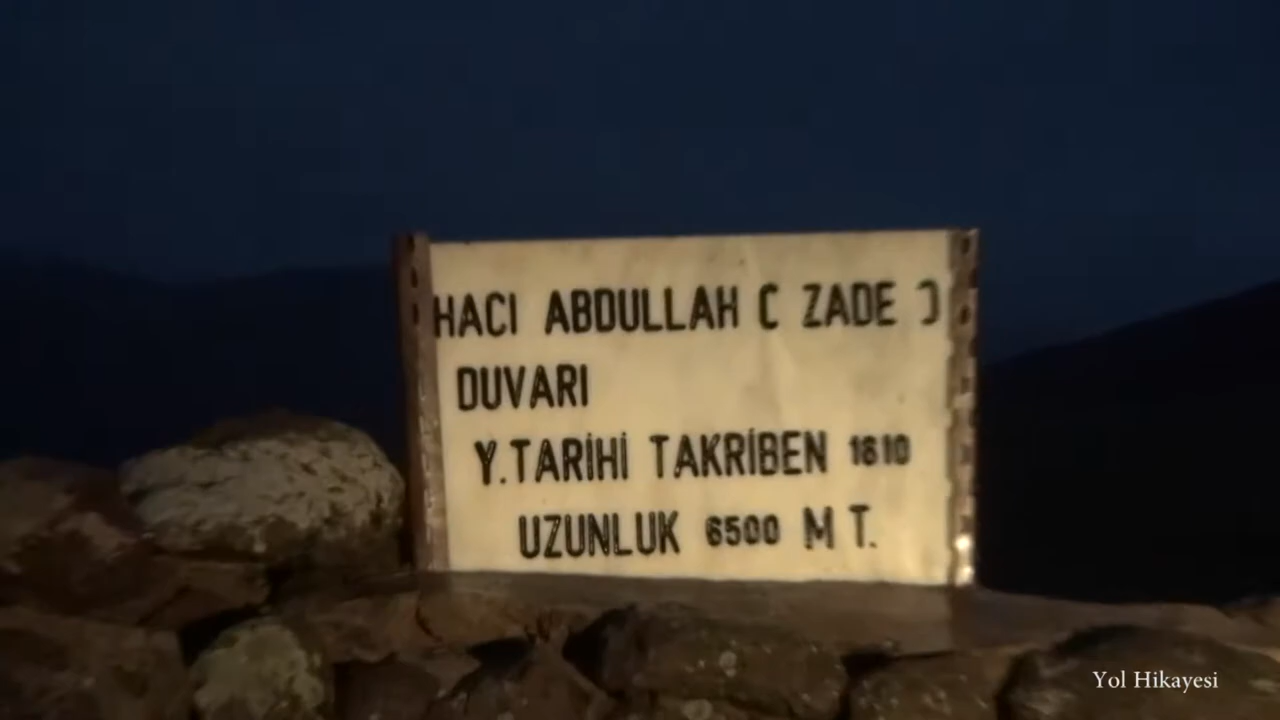 HACI ABDULLAH ( ZADE )
DUVARI
Y.TARİHİ TAKRİBEN 1810
UZUNLUK 6500 M T.
Yol Hikayesi